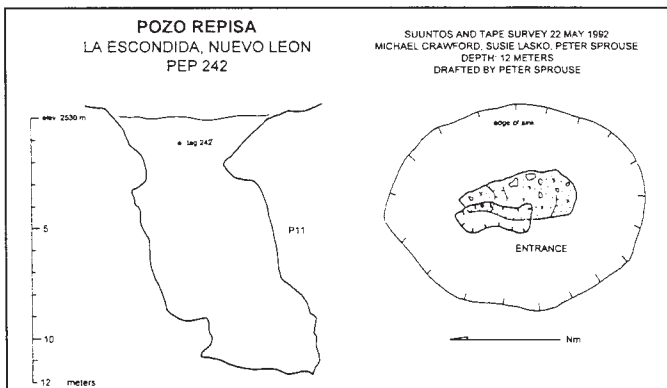 POZO REPISA
LA ESCONDIDA, NUEVO LEON
PEP 242
SUUNTOS AND TAPE SURVEY 22 MAY 1992
MICHAEL CRAWFORD, SUSIE LASKO, PETER SPROUSE
DEPTH: 12 METERS
DRAFTED BY PETER SPROUSE
elev 2530 m
tag 242
P11
5
10
12 meters
edge of sink
ENTRANCE
Nm